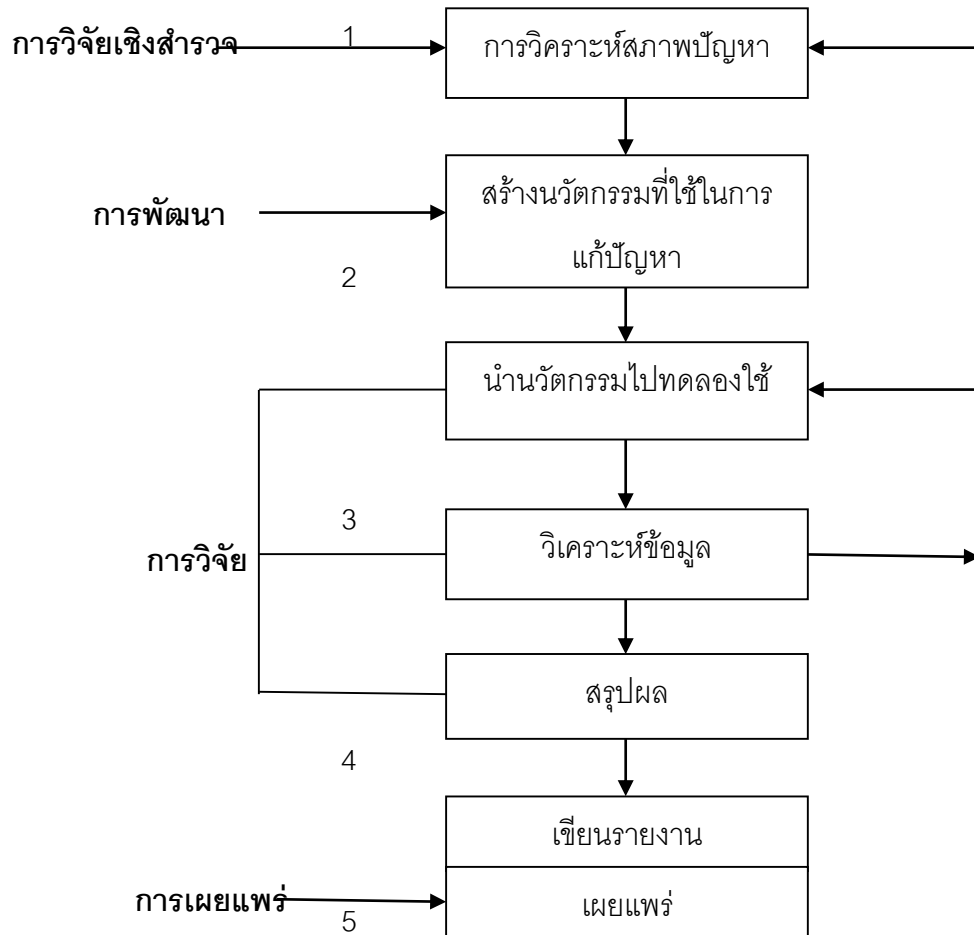 การวิจัยเชิงสำรวจ
1
การวิคราะห์สภาพปัญหา
การพัฒนา
สร้างนวัตกรรมที่ใช้ในการ
แก้ปัญหา
2
นำนวัตกรรมไปทดลองใช้
3
การวิจัย
วิเคราะห์ข้อมูล
สรุปผล
4
เขียนรายงาน
การเผยแพร่
5
เผยแพร่